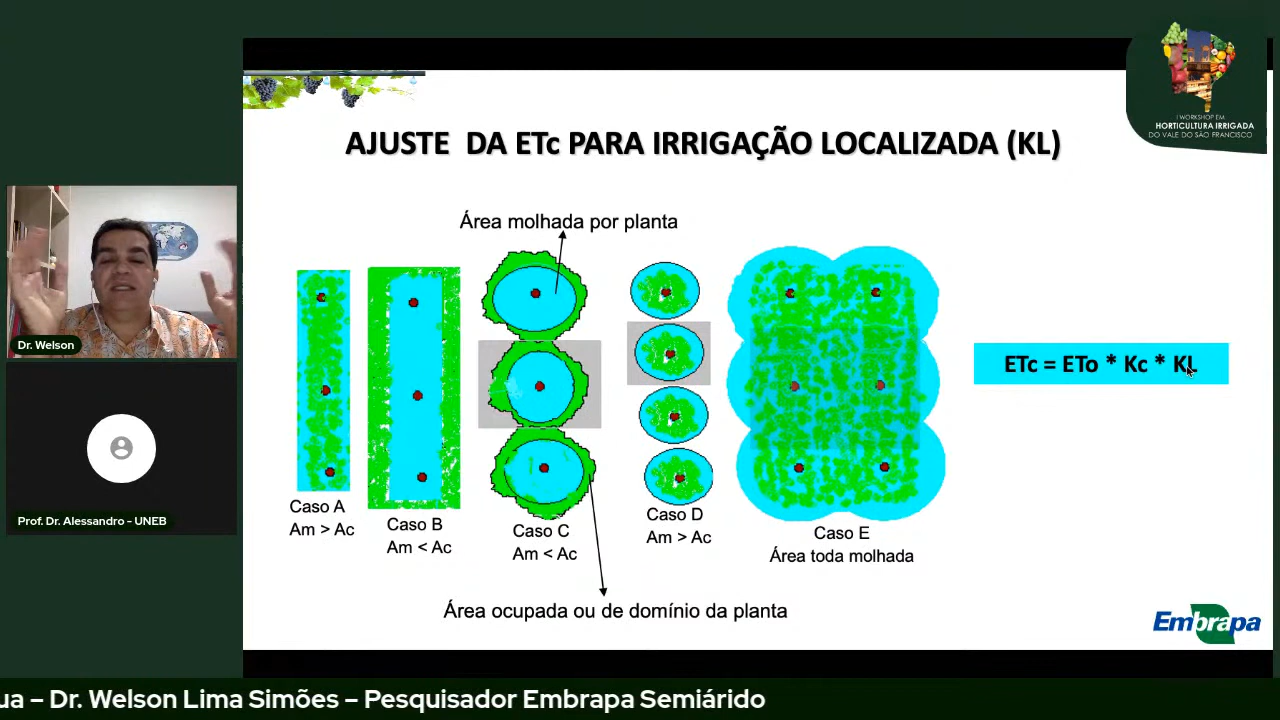 I WORKSHOP EM
HORTICULTURA IRRIGADA
DO VALE DO SÃO FRANCISCO
AJUSTE DA ETc PARA IRRIGAÇÃO LOCALIZADA (KL)
Área molhada por planta
Dr. Welson
ETc = ETo * Kc * KL
Caso A
Am > Ac
Caso B
Am < Ac
Caso C
Am < Ac
Caso D
Am > Ac
Caso E
Área toda molhada
Prof. Dr. Alessandro - UNEB
Área ocupada ou de domínio da planta
Embrapa
ua – Dr. Welson Lima Simões – Pesquisador Embrapa Semiárido